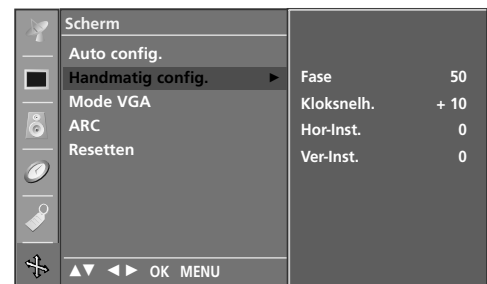 Scherm
Auto config.
Handmatig config. ►
Mode VGA
ARC
Resetten
Fase 50
Kloksnelh. + 10
Hor-Inst. 0
Ver-Inst. 0
▲▼ ◄► OK MENU